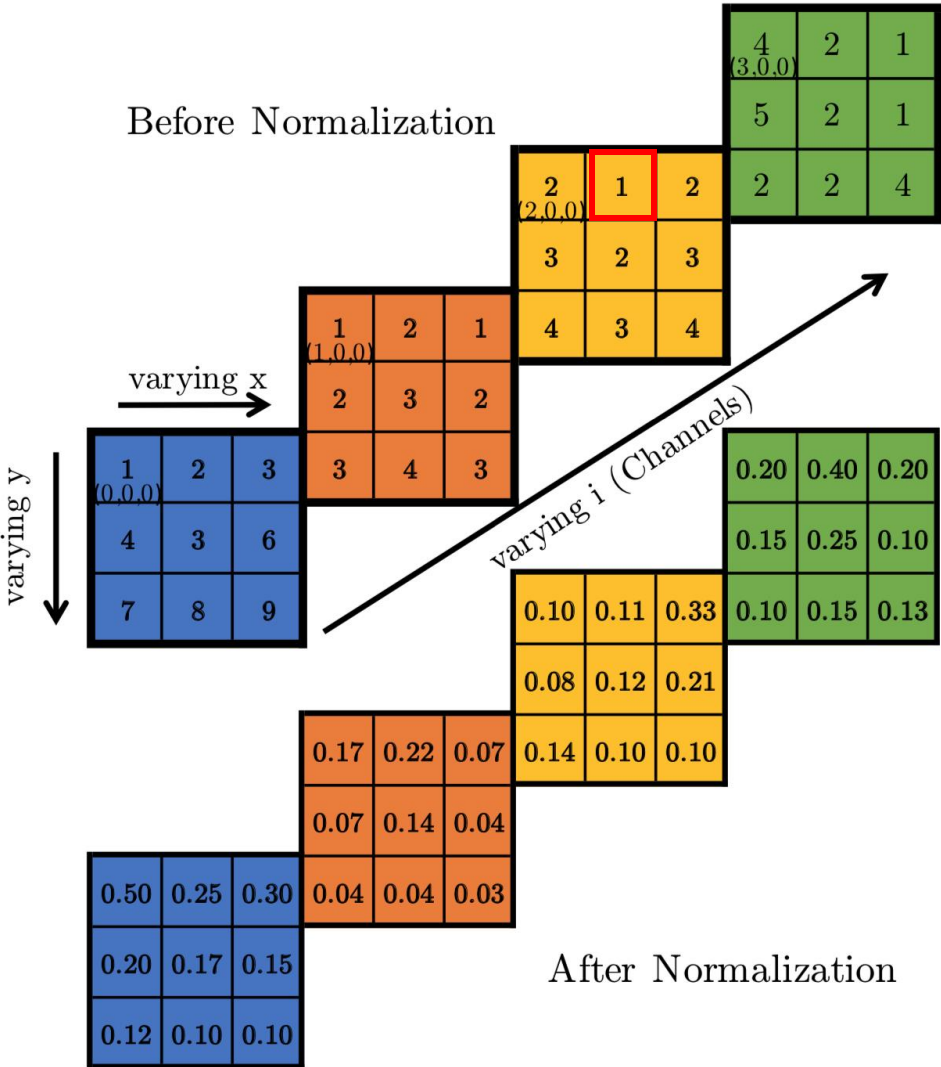 Before Normalization
4 2 1
(3,0,0)
5 2 1
2 2 4
2 1 2
(2,0,0)
3 2 3
4 3 4
1 2 1
(1,0,0)
2 3 2
3 4 3
varying x
varying y
1 2 3
(0,0,0)
4 3 6
7 8 9
varying i (Channels)
0.20 0.40 0.20
0.15 0.25 0.10
0.10 0.15 0.13
0.10 0.11 0.33
0.08 0.12 0.21
0.14 0.10 0.10
0.17 0.22 0.07
0.07 0.14 0.04
0.04 0.04 0.03
0.50 0.25 0.30
0.20 0.17 0.15
0.12 0.10 0.10
After Normalization